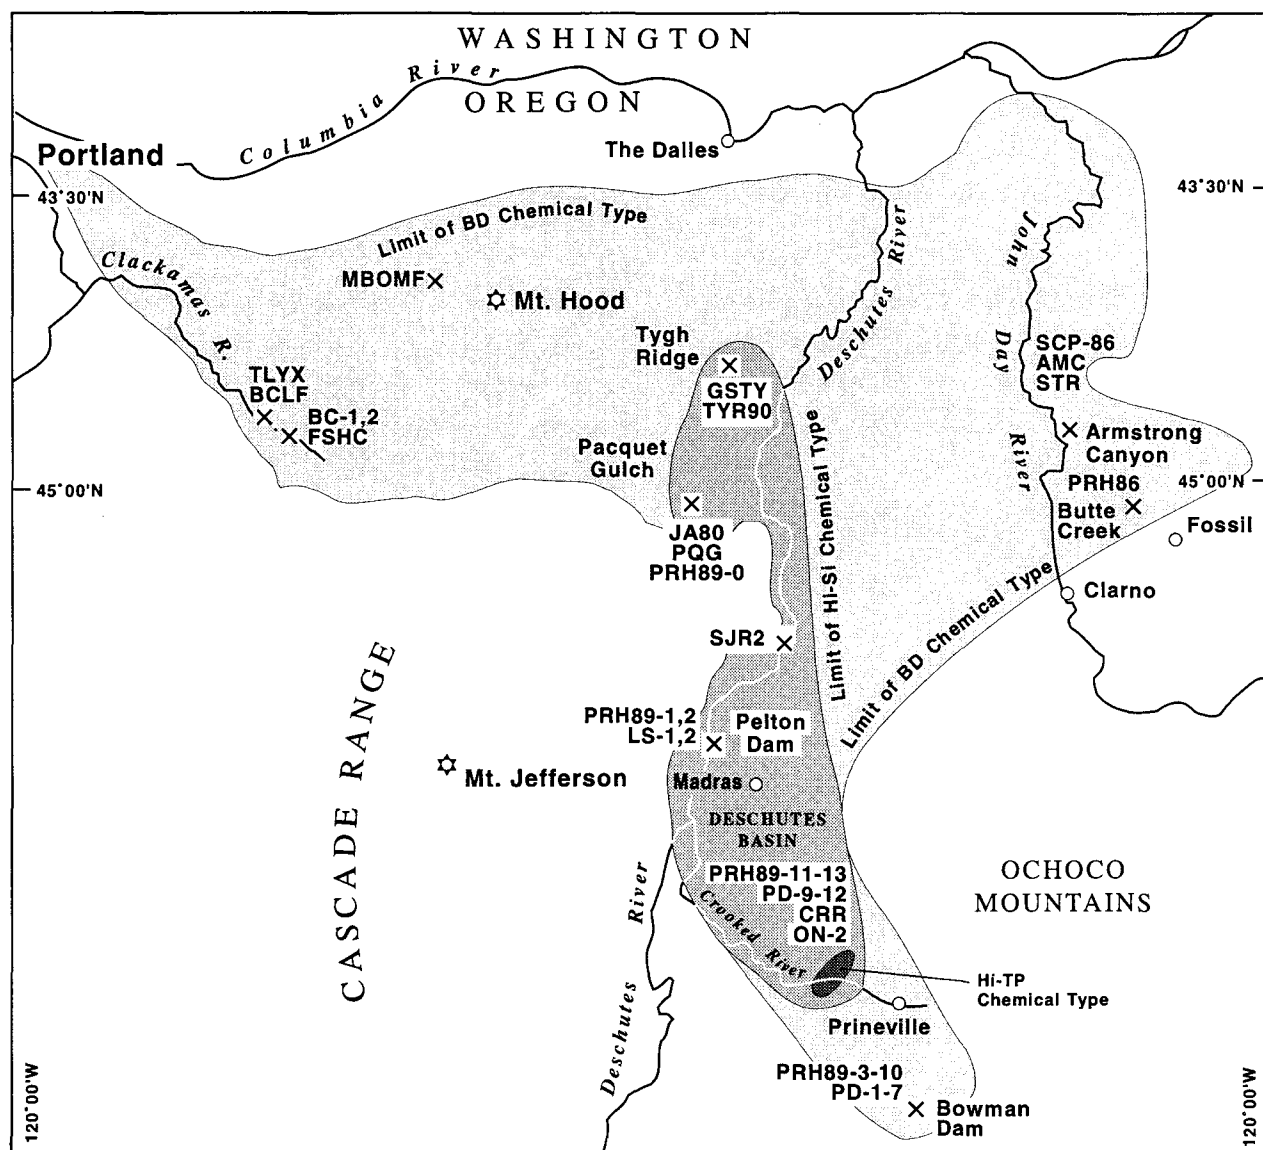 WASHINGTON
Columbia River
OREGON
The Dalles
Portland
43°30'N
43°30'N
Limit of BD Chemical Type
Clackamas R.
MBOMF
Mt. Hood
Deschutes River
John Day River
Tygh
Ridge
SCP-86
AMC
STR
TLYX
BCLF
BC-1,2
FSHC
GSTY
TYR90
Limit of Hi-Si Chemical Type
Armstrong
Canyon
Pacquet
Gulch
45°00'N
45°00'N
PRH86
Butte
Creek
Fossil
JA80
PQG
PRH89-0
Clarno
SJR2
Limit of BD Chemical Type
CASCADE RANGE
PRH89-1,2
LS-1,2
Pelton
Dam
Mt. Jefferson
Madras
DESCHUTES
BASIN
PRH89-11-13
PD-9-12
CRR
ON-2
OCHOCO
MOUNTAINS
Crooked River
Deschutes River
Hi-TP
Chemical Type
Prineville
PRH89-3-10
PD-1-7
Bowman
Dam
120°00'W
120°00'W